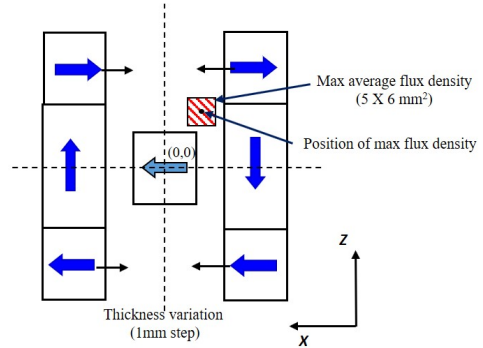 Max average flux density
(5 X 6 mm²)
Position of max flux density
(0,0)
Z
X
Thickness variation
(1mm step)